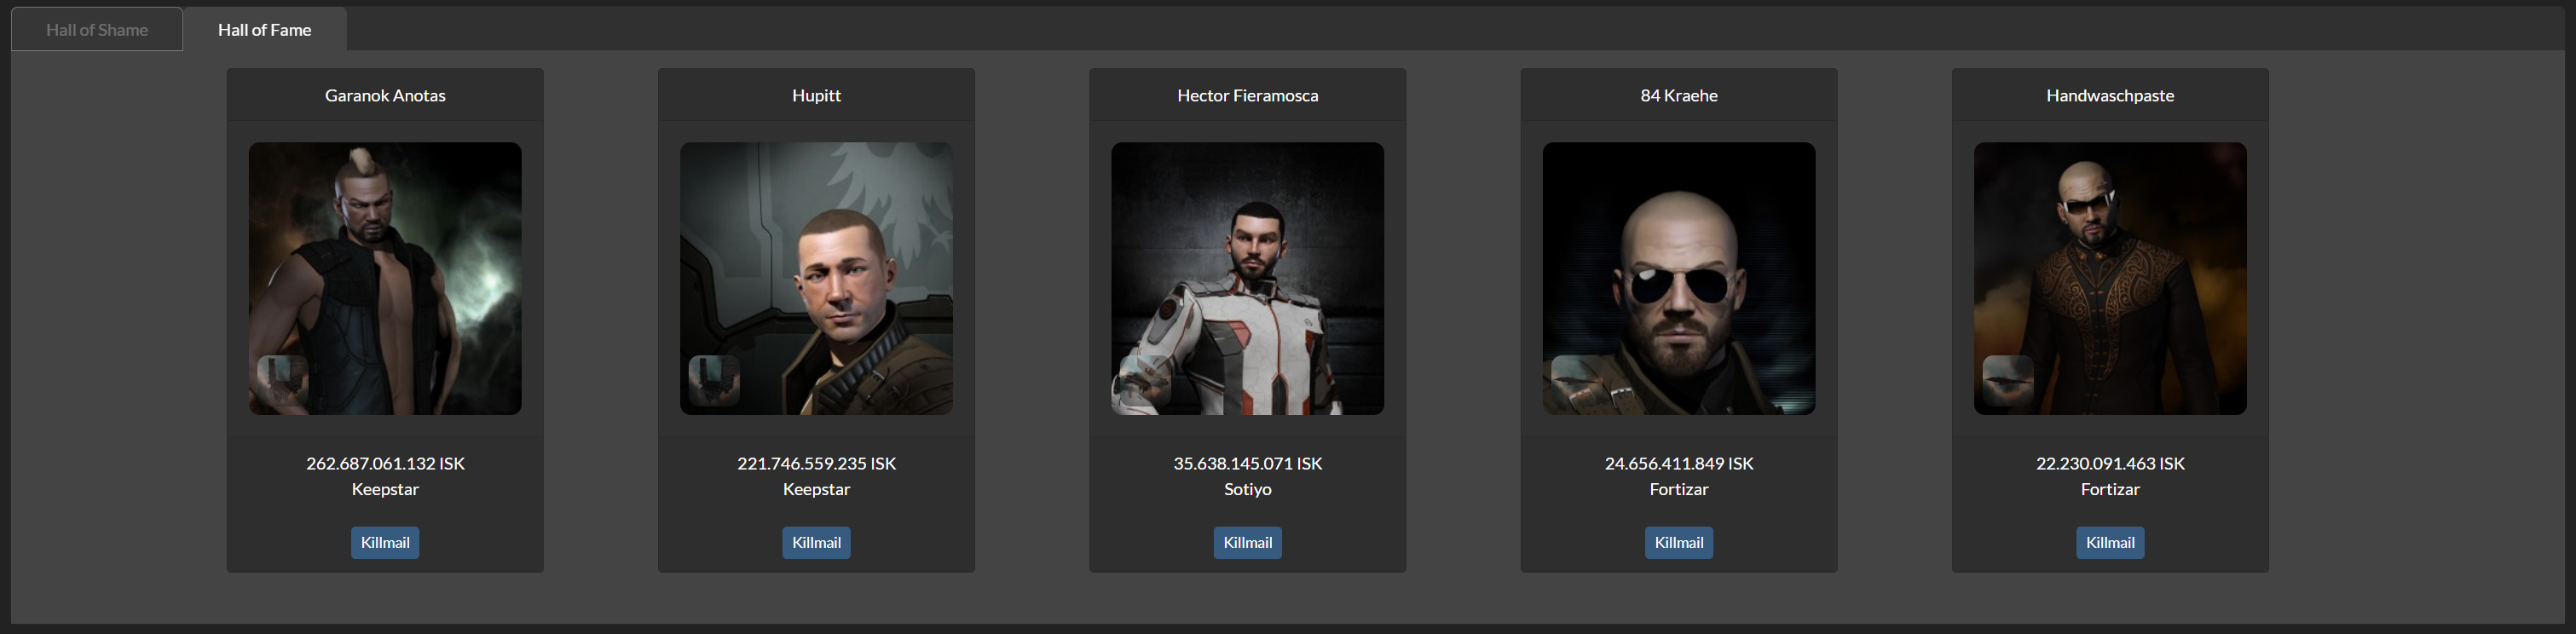 Hall of Shame
Hall of Fame
Garanok Anotas
Hupitt
Hector Fieramosca
84 Kraehe
Handwaschpaste
262.687.061.132 ISK
Keepstar
Killmail
221.746.559.235 ISK
Keepstar
Killmail
35.638.145.071 ISK
Sotiyo
Killmail
24.656.411.849 ISK
Fortizar
Killmail
22.230.091.463 ISK
Fortizar
Killmail